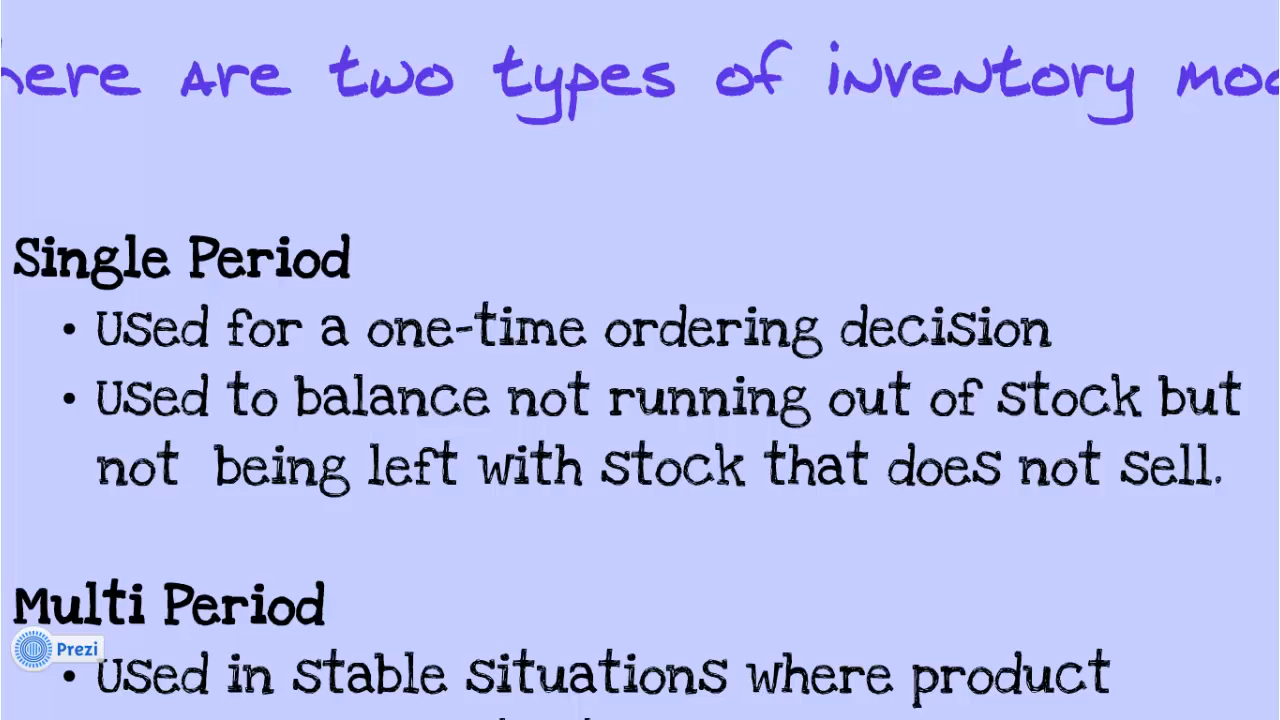 here are two types of inventory mod
Single Period
• Used for a one-time ordering decision
• Used to balance not running out of stock but
not being left with stock that does not sell.
Multi Period
Prezi
• Used in stable situations where product